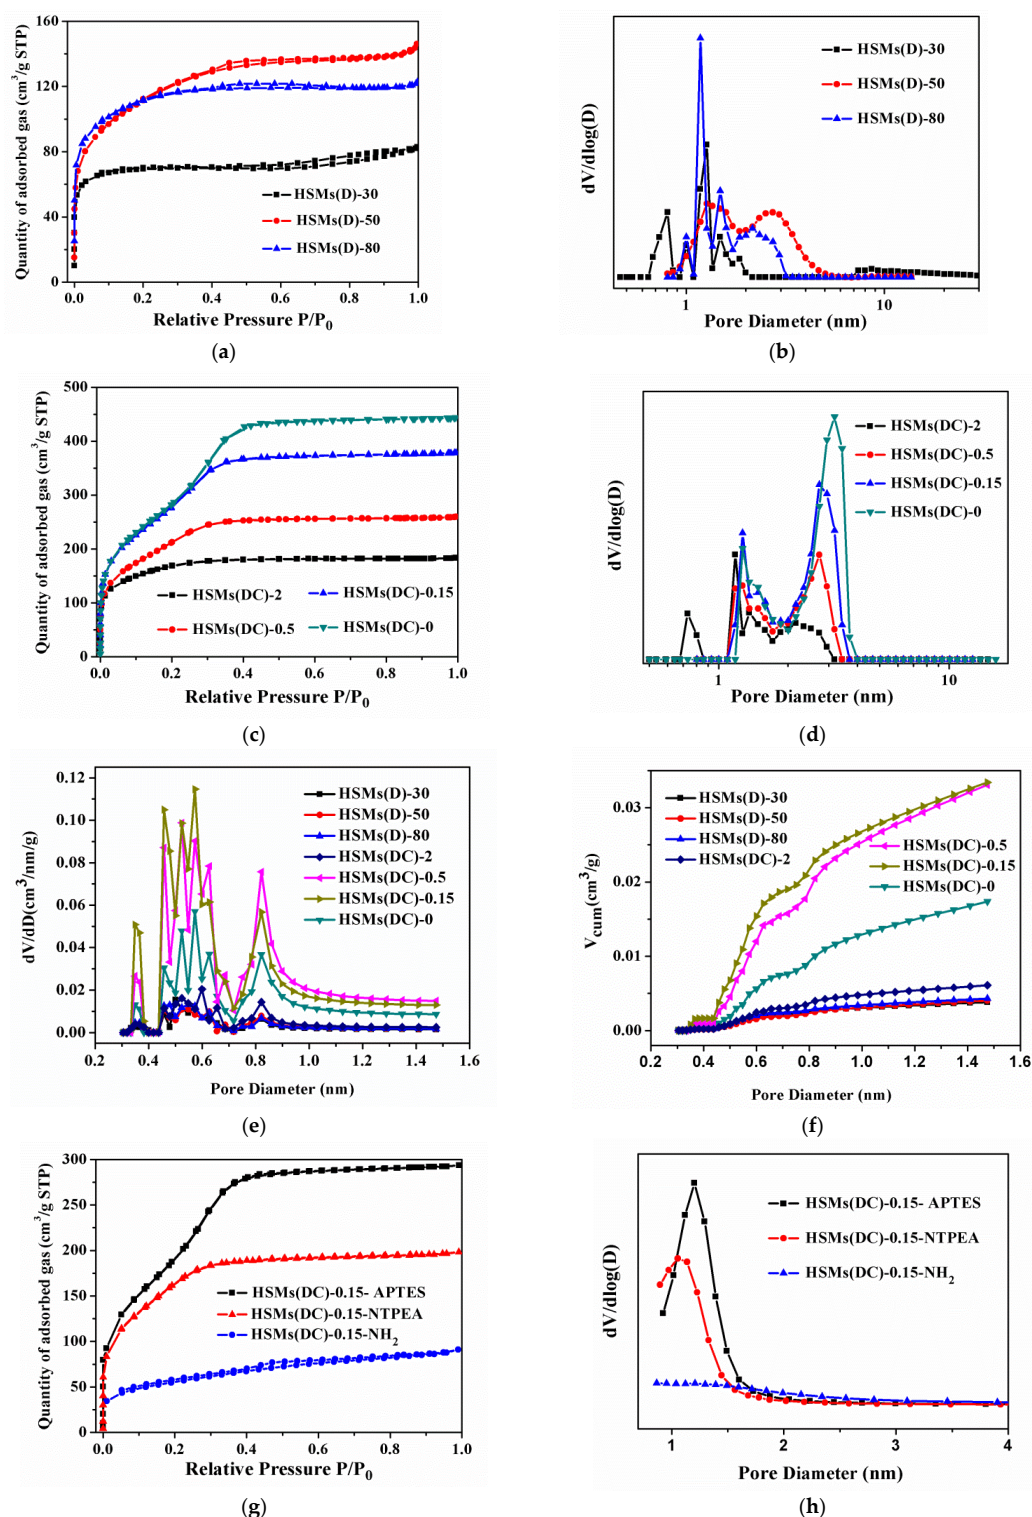 160
120
80
40
0
0.0 0.2 0.4 0.6 0.8 1.0
Quantity of adsorbed gas (cm³/g STP)
Relative Pressure P/P₀
HSMs(D)-30
HSMs(D)-50
HSMs(D)-80
(a)
dV/dlog(D)
HSMs(D)-30
HSMs(D)-50
HSMs(D)-80
1 10
Pore Diameter (nm)
(b)
500
400
300
200
100
0
0.0 0.2 0.4 0.6 0.8 1.0
Quantity of adsorbed gas (cm³/g STP)
Relative Pressure P/P₀
HSMs(DC)-2
HSMs(DC)-0.5
HSMs(DC)-0.15
HSMs(DC)-0
(c)
dV/dlog(D)
HSMs(DC)-2
HSMs(DC)-0.5
HSMs(DC)-0.15
HSMs(DC)-0
1 10
Pore Diameter (nm)
(d)
0.12
0.10
0.08
0.06
0.04
0.02
0.00
0.2 0.4 0.6 0.8 1.0 1.2 1.4 1.6
dV/dD(cm³/nm/g)
Pore Diameter (nm)
HSMs(D)-30
HSMs(D)-50
HSMs(D)-80
HSMs(DC)-2
HSMs(DC)-0.5
HSMs(DC)-0.15
HSMs(DC)-0
(e)
0.03
0.02
0.01
0.00
0.2 0.4 0.6 0.8 1.0 1.2 1.4 1.6
V_cum(cm³/g)
Pore Diameter (nm)
HSMs(D)-30
HSMs(D)-50
HSMs(D)-80
HSMs(DC)-2
HSMs(DC)-0.5
HSMs(DC)-0.15
HSMs(DC)-0
(f)
300
250
200
150
100
50
0
0.0 0.2 0.4 0.6 0.8 1.0
Quantity of adsorbed gas (cm³/g STP)
Relative Pressure P/P₀
HSMs(DC)-0.15- APTES
HSMs(DC)-0.15-NTPEA
HSMs(DC)-0.15-NH₂
(g)
dV/dlog(D)
HSMs(DC)-0.15- APTES
HSMs(DC)-0.15-NTPEA
HSMs(DC)-0.15-NH₂
1 2 3 4
Pore Diameter (nm)
(h)